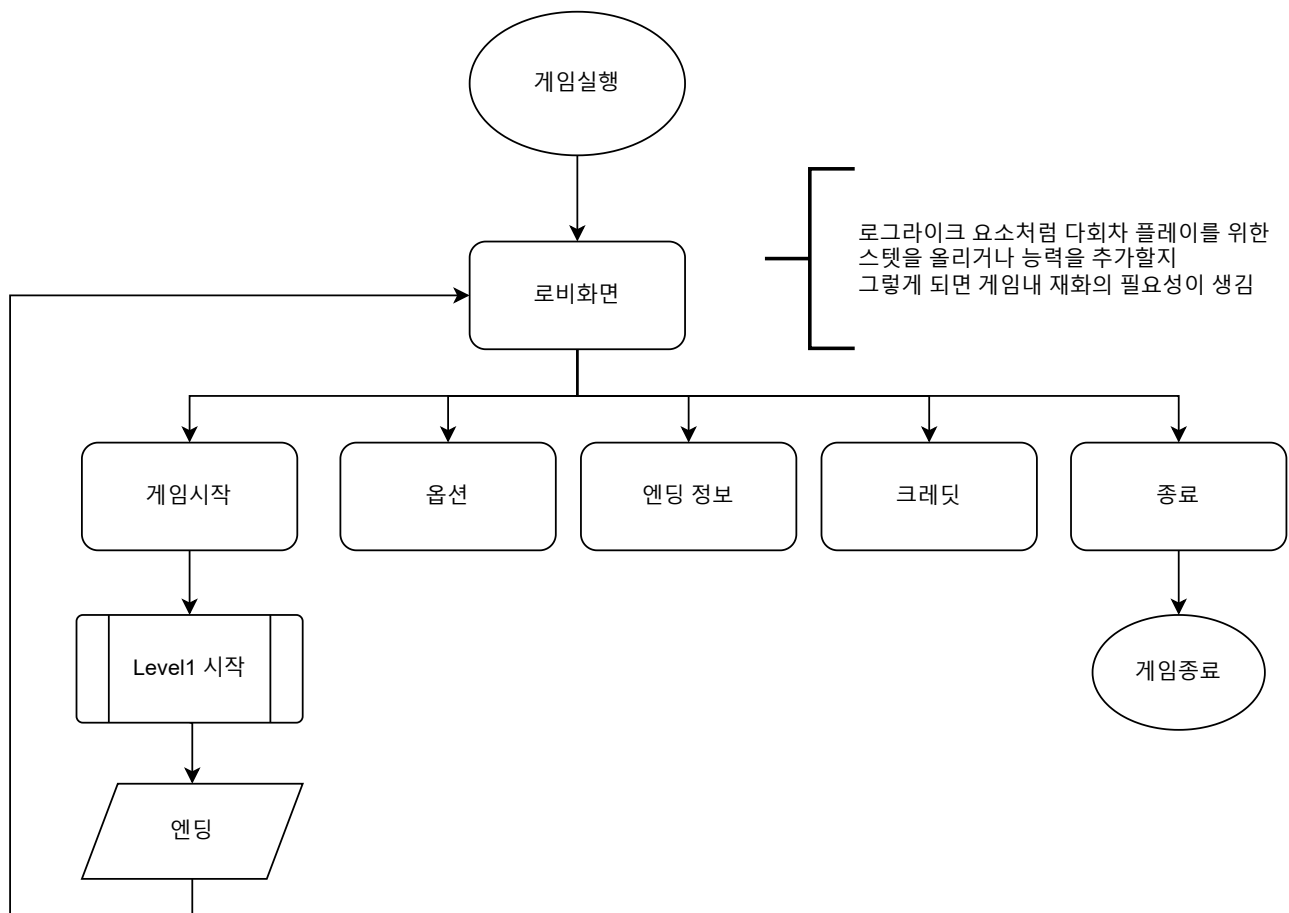 게임실행
로그라이크 요소처럼 다회차 플레이를 위한
스텟을 올리거나 능력을 추가할지
그렇게 되면 게임내 재화의 필요성이 생김
로비화면
게임시작
옵션
엔딩 정보
크레딧
종료
Level1 시작
게임종료
엔딩